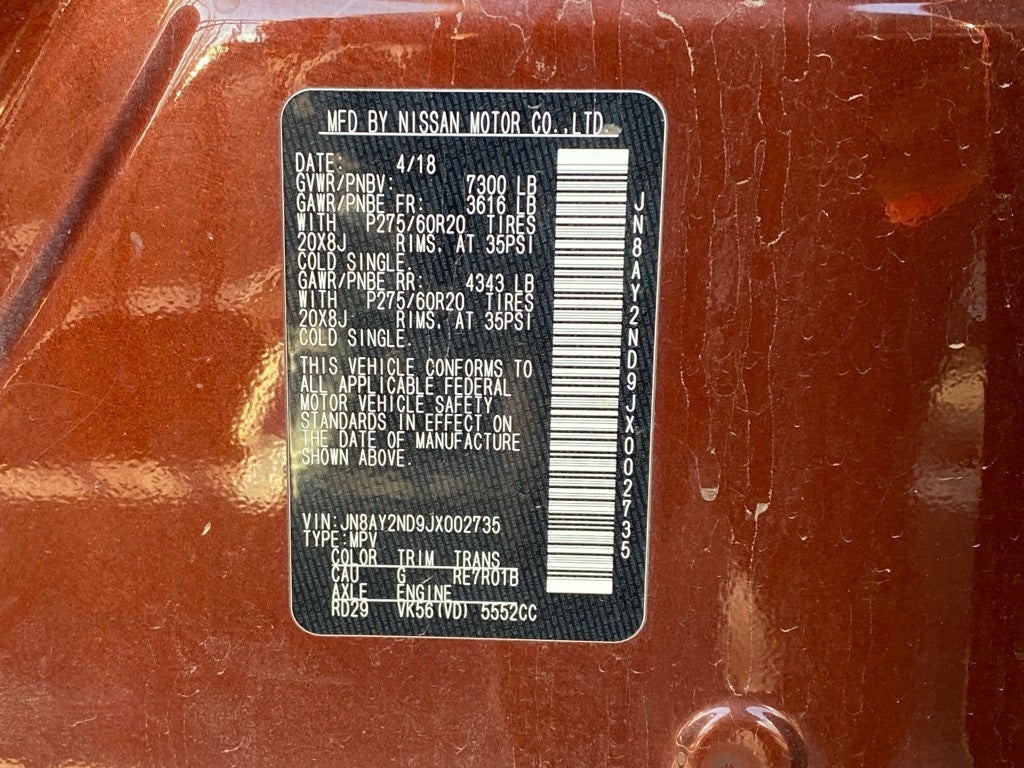 MFD BY NISSAN MOTOR CO.,LTD.
DATE: 4/18
GVWR/PNBV: 7300 LB
GAWR/PNBE FR: 3616 LB
WITH P275/60R20 TIRES
20X8J RIMS. AT 35PSI
COLD SINGLE.
GAWR/PNBE RR: 4343 LB
WITH P275/60R20 TIRES
20X8J RIMS. AT 35PSI
COLD SINGLE.
THIS VEHICLE CONFORMS TO
ALL APPLICABLE FEDERAL
MOTOR VEHICLE SAFETY
STANDARDS IN EFFECT ON
THE DATE OF MANUFACTURE
SHOWN ABOVE.
VIN:JN8AY2ND9JX002735
TYPE:MPV
COLOR TRIM TRANS
CAU G RE7R01B
AXLE ENGINE
RD29 VK56(VD) 5552CC
JN8AY2ND9JX002735